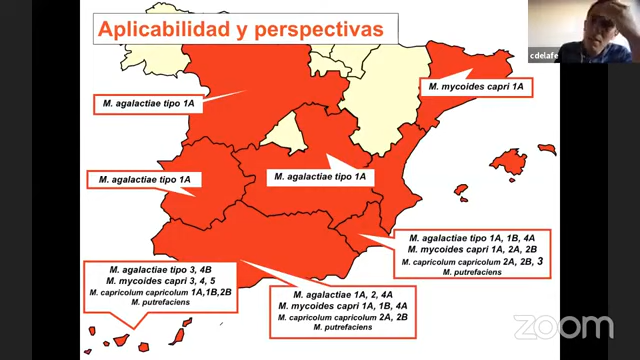 Aplicabilidad y perspectivas
cdelafe
M. mycoides capri 1A
M. agalactiae tipo 1A
M. agalactiae tipo 1A
M. agalactiae tipo 1A
M. agalactiae tipo 1A, 1B, 4A
M. mycoides capri 1A, 2A, 2B
M. capricolum capricolum 2A, 2B, 3
M. putrefaciens
M. agalactiae tipo 3, 4B
M. mycoides capri 3, 4, 5
M. capricolum capricolum 1A,1B,2B
M. putrefaciens
M. agalactiae 1A, 2, 4A
M. mycoides capri 1A, 1B, 4A
M. capricolum capricolum 2A, 2B
M. putrefaciens
zoom